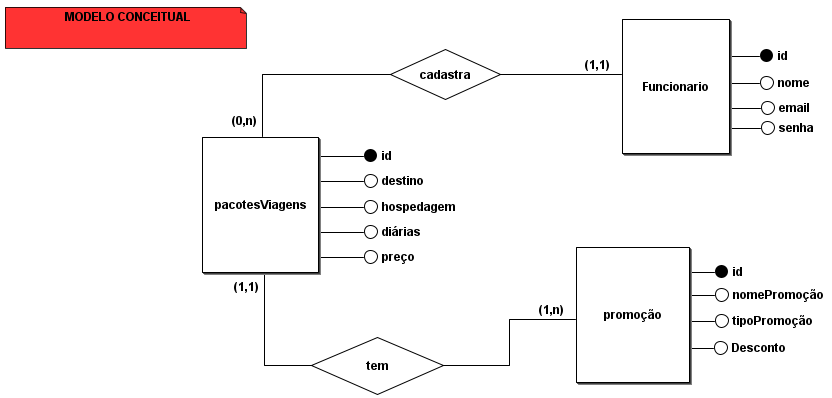 MODELO CONCEITUAL
cadastra
(1,1)
Funcionario
id
nome
email
senha
(0,n)
pacotesViagens
id
destino
hospedagem
diárias
preço
(1,1)
tem
(1,n)
promoção
id
nomePromoção
tipoPromoção
Desconto